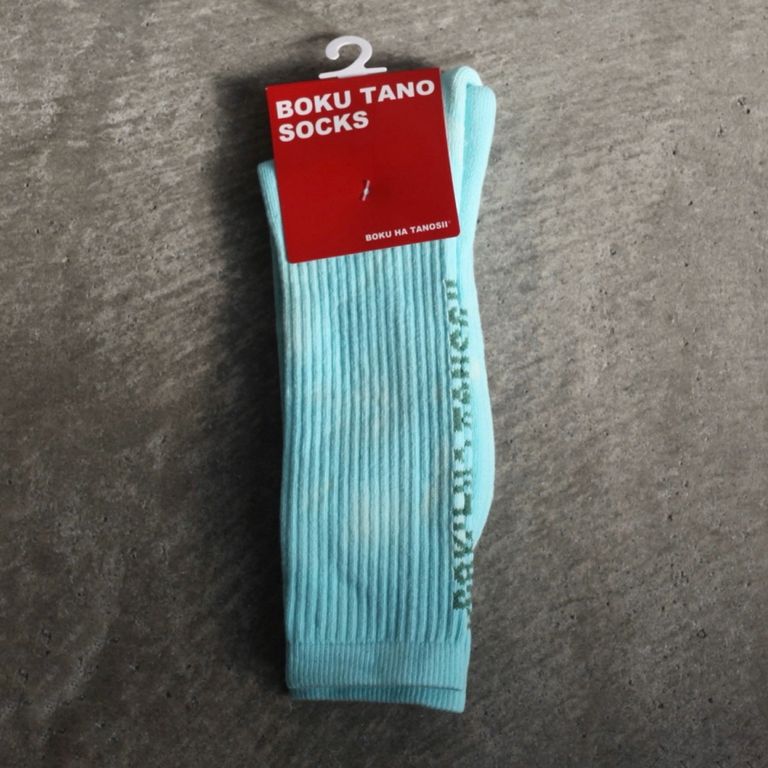 BOKU TANO
SOCKS
BOKU HA TANOSII®
"BOKU HA TANOSII"